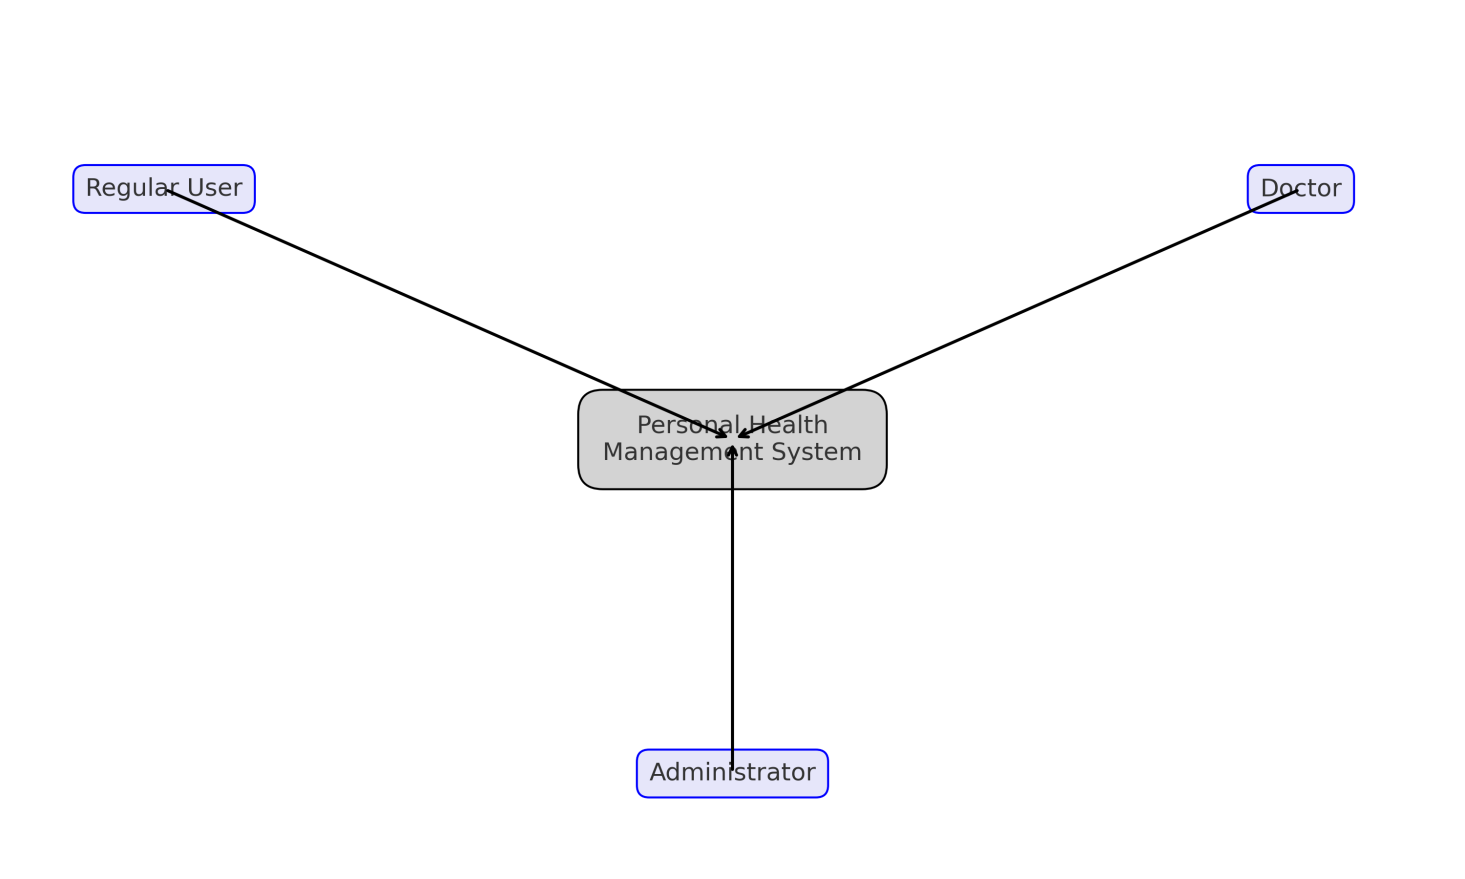 Regular User
Doctor
Personal Health
Management System
Administrator